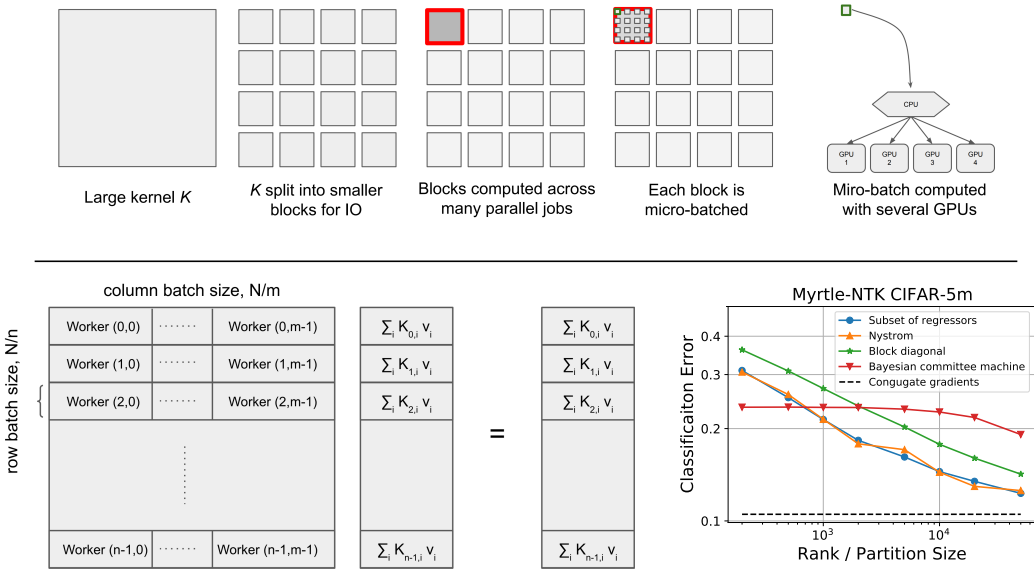 CPU
GPU
1
GPU
2
GPU
3
GPU
4
Large kernel K
K split into smaller
blocks for IO
Blocks computed across
many parallel jobs
Each block is
micro-batched
Miro-batch computed
with several GPUs
column batch size, N/m
row batch size, N/n
Worker (0,0) ······· Worker (0,m-1)
Worker (1,0) ······· Worker (1,m-1)
Worker (2,0) ······· Worker (2,m-1)
Worker (n-1,0) ······· Worker (n-1,m-1)
∑i K0,i vi
∑i K1,i vi
∑i K2,i vi
∑i Kn-1,i vi
=
∑i K0,i vi
∑i K1,i vi
∑i K2,i vi
∑i Kn-1,i vi
Myrtle-NTK CIFAR-5m
Subset of regressors
Nystrom
Block diagonal
Bayesian committee machine
Conjugate gradients
Classificaiton Error
0.4
0.3
0.2
0.1
10³
10⁴
Rank / Partition Size